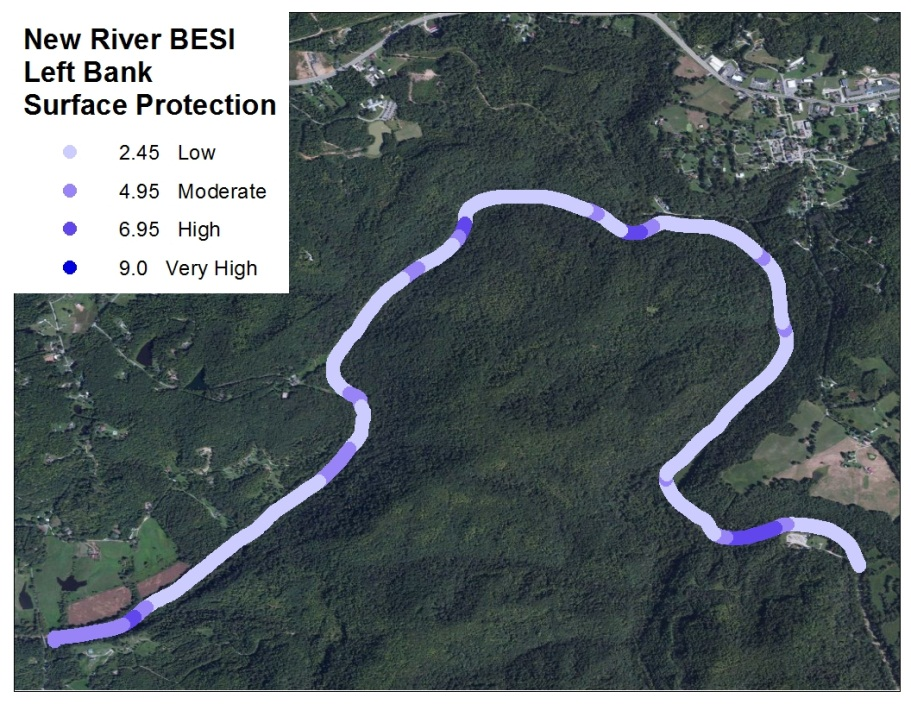 New River BESI
Left Bank
Surface Protection
2.45 Low
4.95 Moderate
6.95 High
9.0 Very High